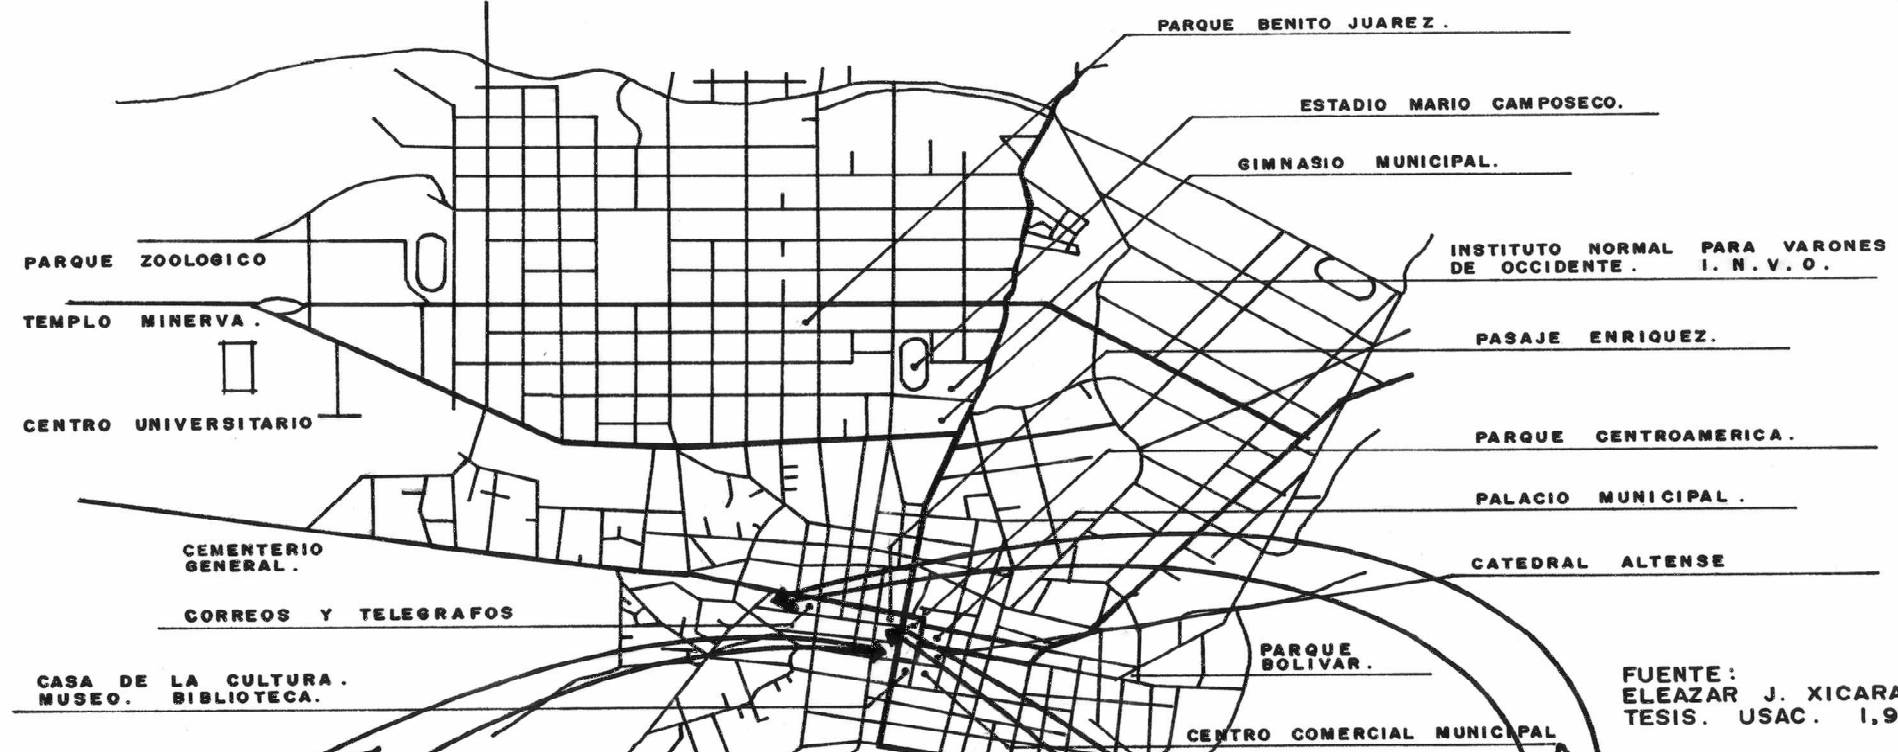 PARQUE BENITO JUAREZ.
ESTADIO MARIO CAMPOSECO.
GIMNASIO MUNICIPAL.
INSTITUTO NORMAL PARA VARONES
DE OCCIDENTE. I.N.V.O.
PARQUE ZOOLOGICO
TEMPLO MINERVA.
PASAJE ENRIQUEZ.
CENTRO UNIVERSITARIO
PARQUE CENTROAMERICA.
PALACIO MUNICIPAL.
CEMENTERIO
GENERAL.
CATEDRAL ALTENSE
CORREOS Y TELEGRAFOS
PARQUE
BOLIVAR.
CASA DE LA CULTURA.
MUSEO. BIBLIOTECA.
FUENTE:
ELEAZAR J. XICARA
TESIS. USAC. 1,9
CENTRO COMERCIAL MUNICIPAL